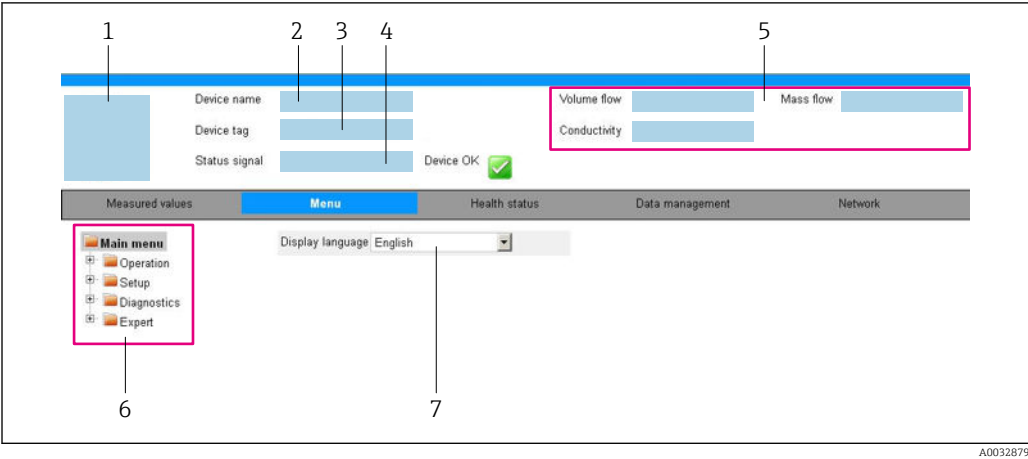 1 2 3 4 5
Device name Volume flow Mass flow
Device tag Conductivity
Status signal Device OK
Measured values Menu Health status Data management Network
Main menu Display language English
Operation
Setup
Diagnostics
Expert
6 7
A0032879